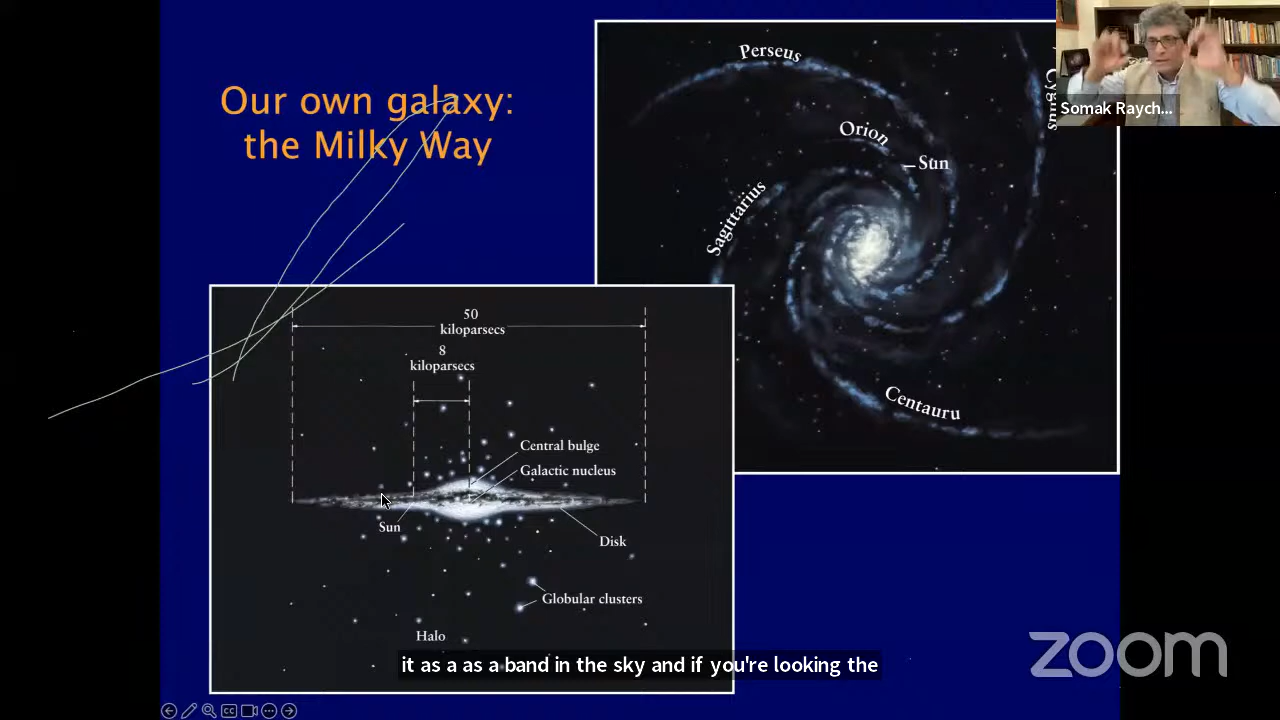 Our own galaxy:
the Milky Way
Perseus
Orion
Sun
Sagittarius
Cygnus
Centauru
Somak Raych...
50
kiloparsecs
8
kiloparsecs
Central bulge
Galactic nucleus
Sun
Disk
Globular clusters
Halo
it as a as a band in the sky and if you're looking the
zoom
CC